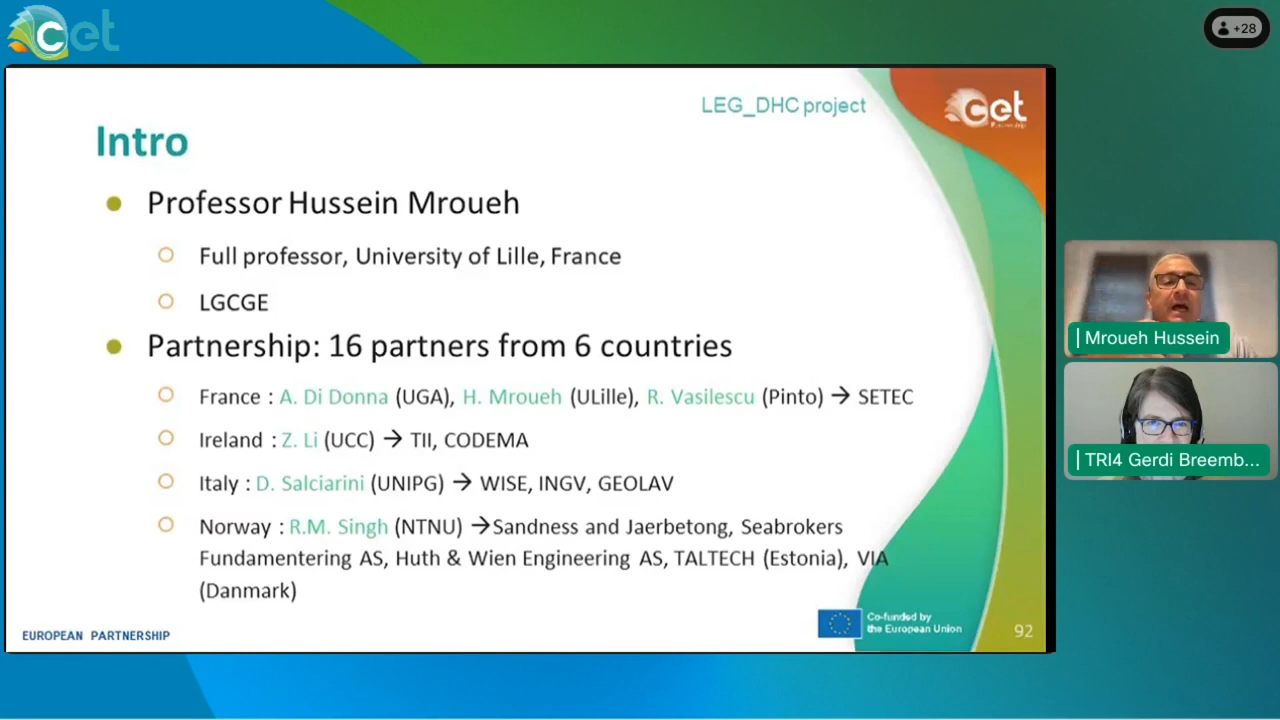 cet
+28
LEG_DHC project
cet
Intro
Professor Hussein Mroueh
Full professor, University of Lille, France
LGCGE
Partnership: 16 partners from 6 countries
France : A. Di Donna (UGA), H. Mroueh (ULille), R. Vasilescu (Pinto) → SETEC
Ireland : Z. Li (UCC) → TII, CODEMA
Italy : D. Salciarini (UNIPG) → WISE, INGV, GEOLAV
Norway : R.M. Singh (NTNU) →Sandness and Jaerbetong, Seabrokers
Fundamentering AS, Huth & Wien Engineering AS, TALTECH (Estonia), VIA
(Danmark)
EUROPEAN PARTNERSHIP
Co-funded by
the European Union
92
Mroueh Hussein
TRI4 Gerdi Breemb...